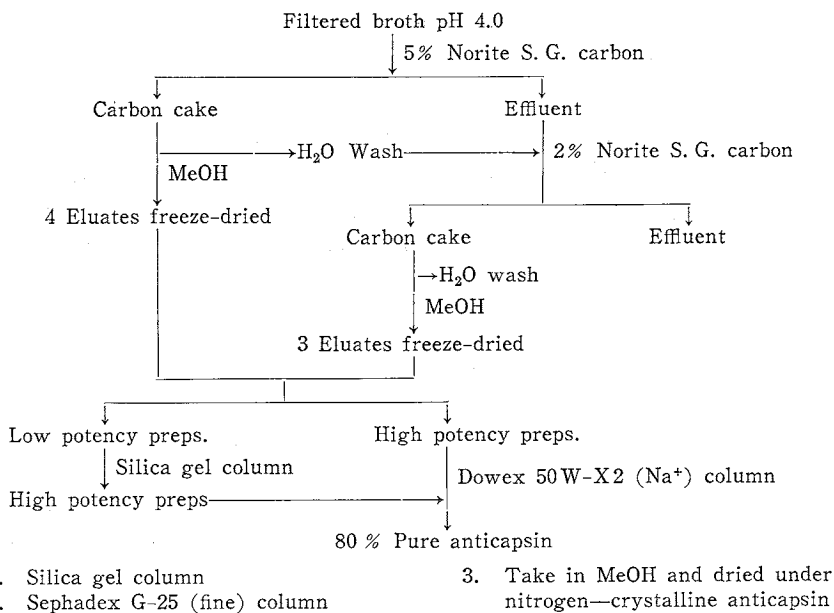 Filtered broth pH 4.0
5% Norite S. G. carbon
Carbon cake
Effluent
H₂O Wash
2% Norite S. G. carbon
MeOH
4 Eluates freeze-dried
Carbon cake
Effluent
H₂O wash
MeOH
3 Eluates freeze-dried
Low potency preps.
High potency preps.
Silica gel column
Dowex 50W-X2 (Na⁺) column
High potency preps
80 % Pure anticapsin
. Silica gel column
. Sephadex G-25 (fine) column
3. Take in MeOH and dried under
nitrogen—crystalline anticapsin